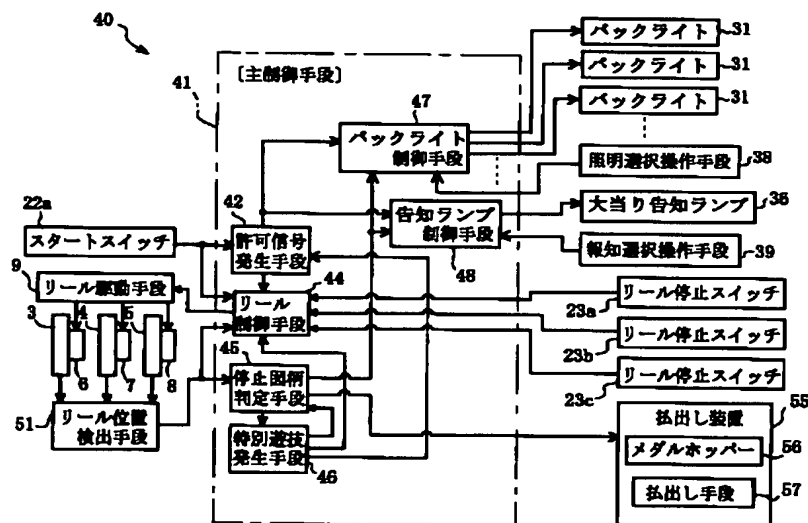 40
〔主制御手段〕
41
47
バックライト
制御手段
バックライト
31
バックライト
31
バックライト
31
照明選択操作手段
38
22a
スタートスイッチ
42
許可信号
発生手段
告知ランプ
制御手段
48
大当り告知ランプ
36
報知選択操作手段
39
9
リール駆動手段
3
4
5
6
7
8
44
リール
制御手段
リール停止スイッチ
23a
リール停止スイッチ
23b
リール停止スイッチ
23c
51
リール位置
検出手段
45
停止図柄
判定手段
特別遊技
発生手段
46
払出し装置
55
メダルホッパー
56
払出し手段
57